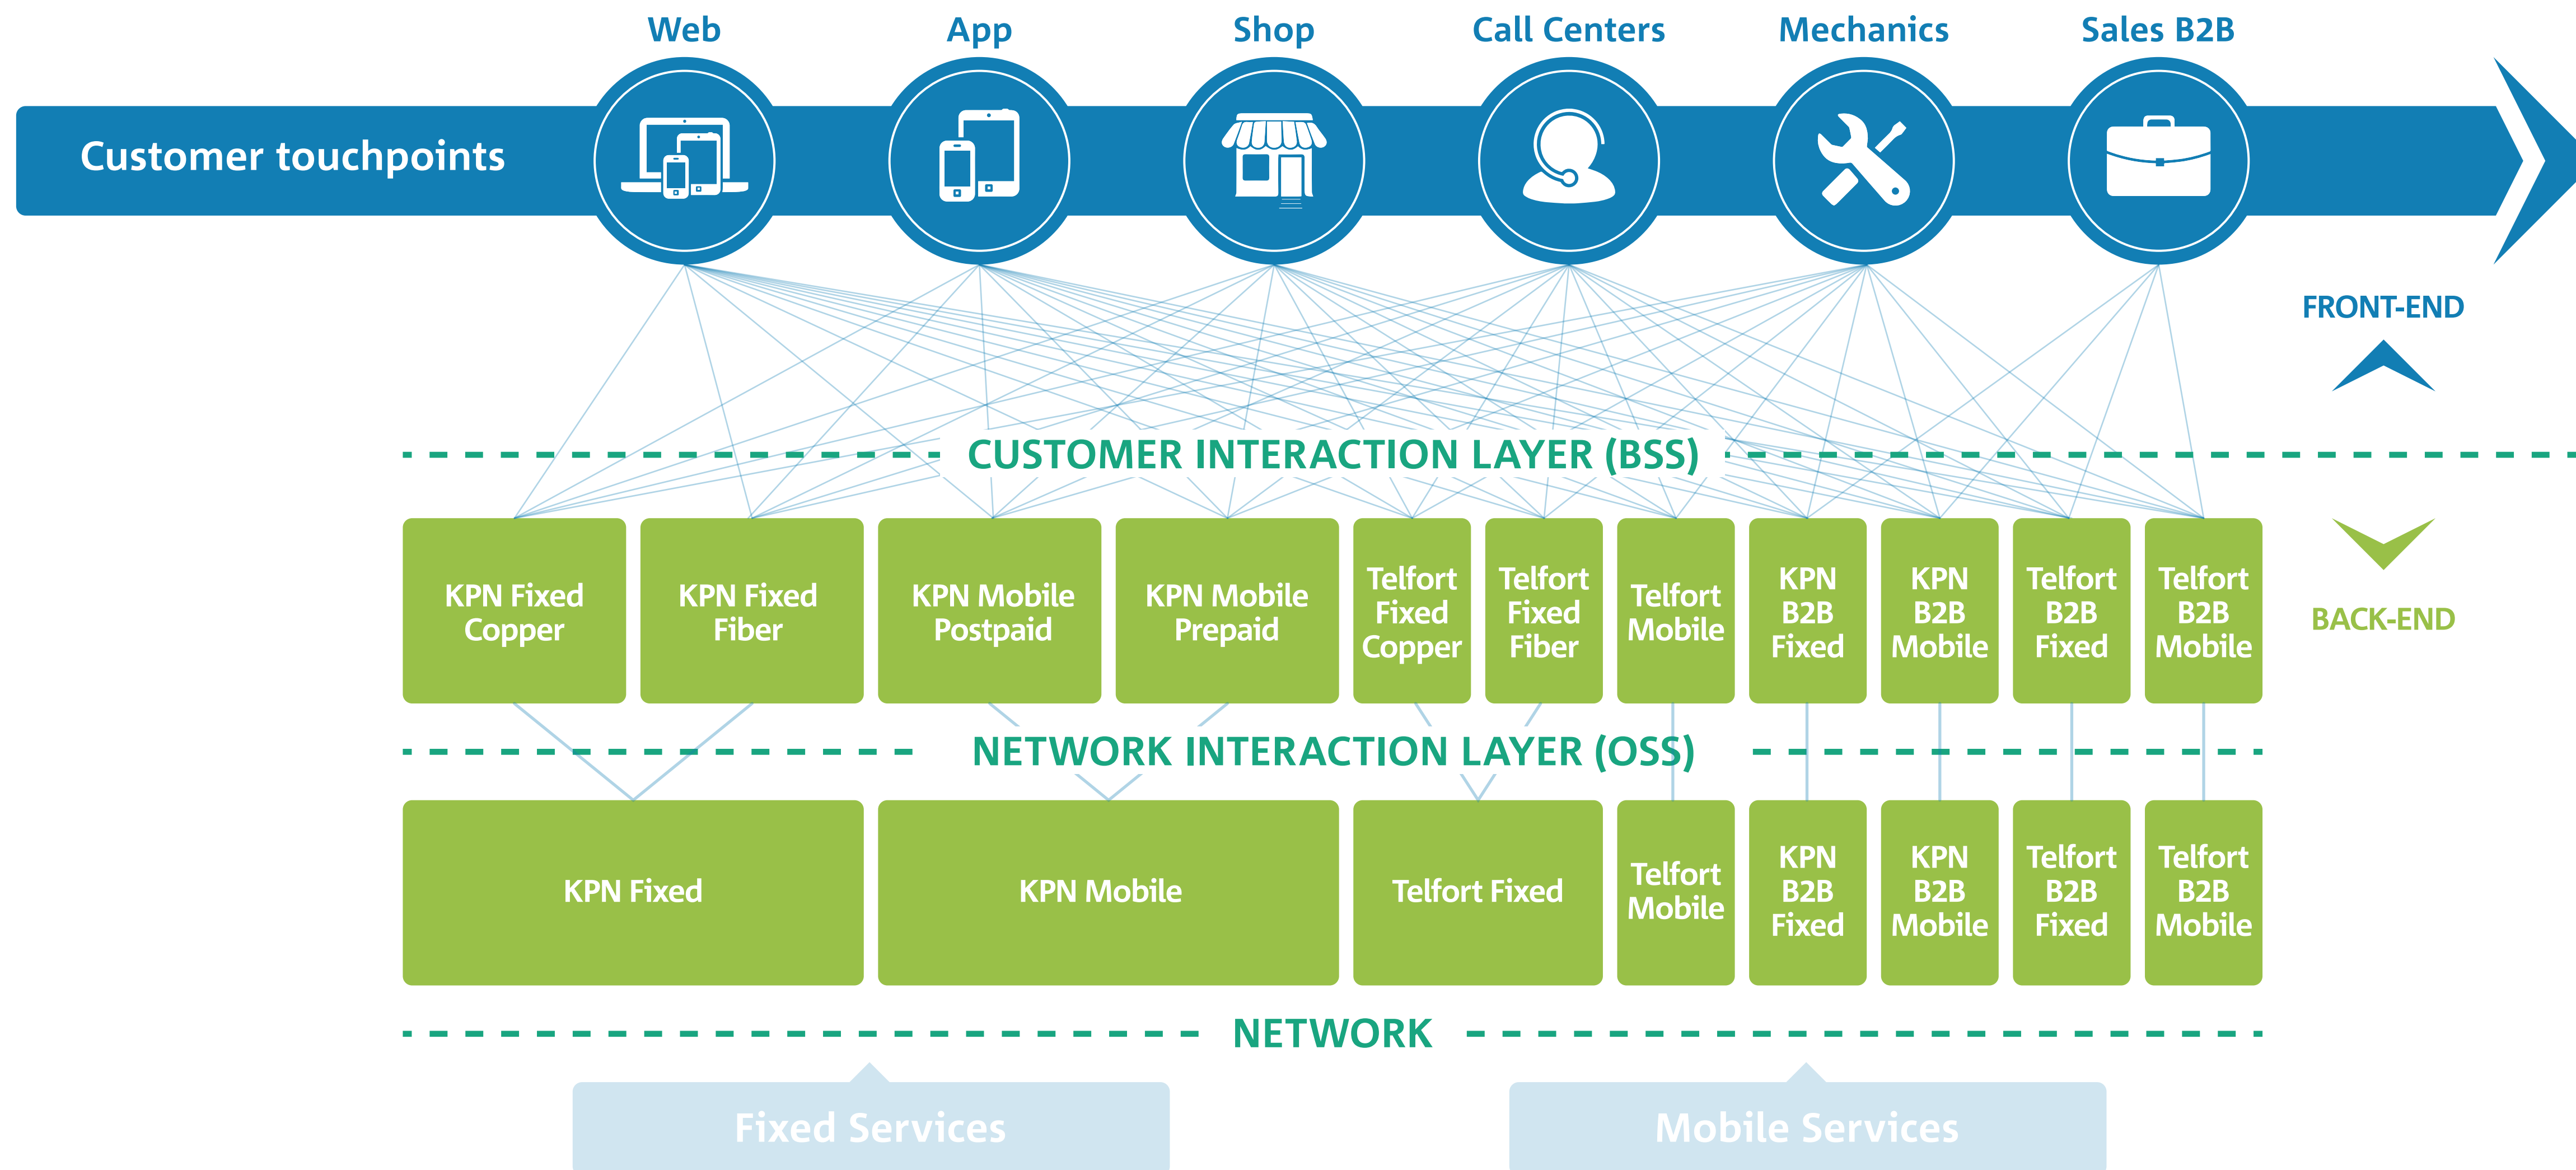 Web
App
Shop
Call Centers
Mechanics
Sales B2B
Customer touchpoints
FRONT-END
CUSTOMER INTERACTION LAYER (BSS)
KPN Fixed
Copper
KPN Fixed
Fiber
KPN Mobile
Postpaid
KPN Mobile
Prepaid
Telfort
Fixed
Copper
Telfort
Fixed
Fiber
Telfort
Mobile
KPN
B2B
Fixed
KPN
B2B
Mobile
Telfort
B2B
Fixed
Telfort
B2B
Mobile
BACK-END
NETWORK INTERACTION LAYER (OSS)
KPN Fixed
KPN Mobile
Telfort Fixed
Telfort
Mobile
KPN
B2B
Fixed
KPN
B2B
Mobile
Telfort
B2B
Fixed
Telfort
B2B
Mobile
NETWORK
Fixed Services
Mobile Services